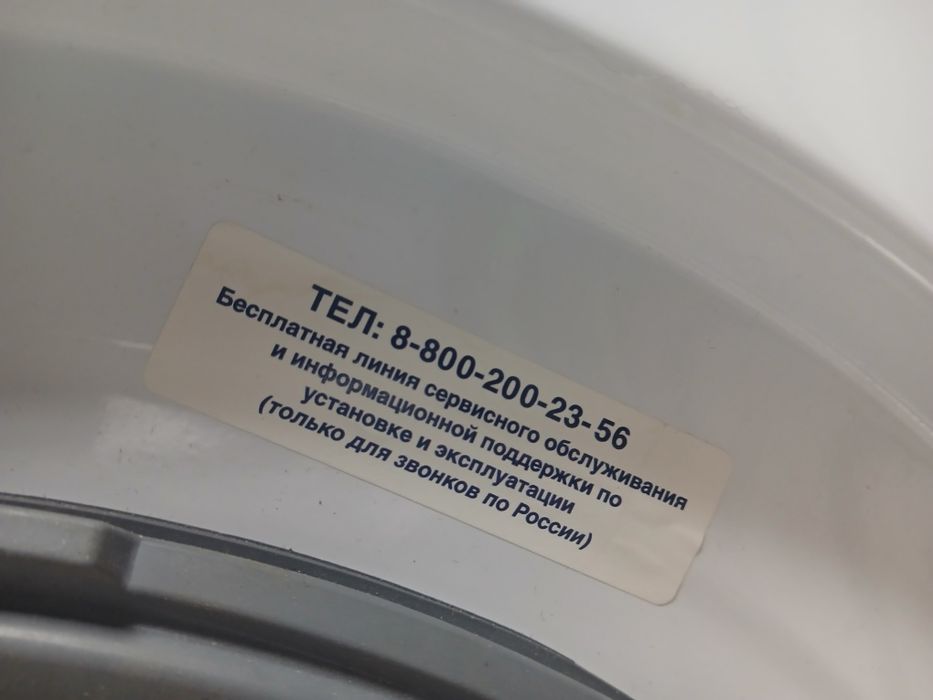 ТЕЛ: 8-800-200-23-56
Бесплатная линия сервисного обслуживания
и информационной поддержки по
установке и эксплуатации
(только для звонков по России)